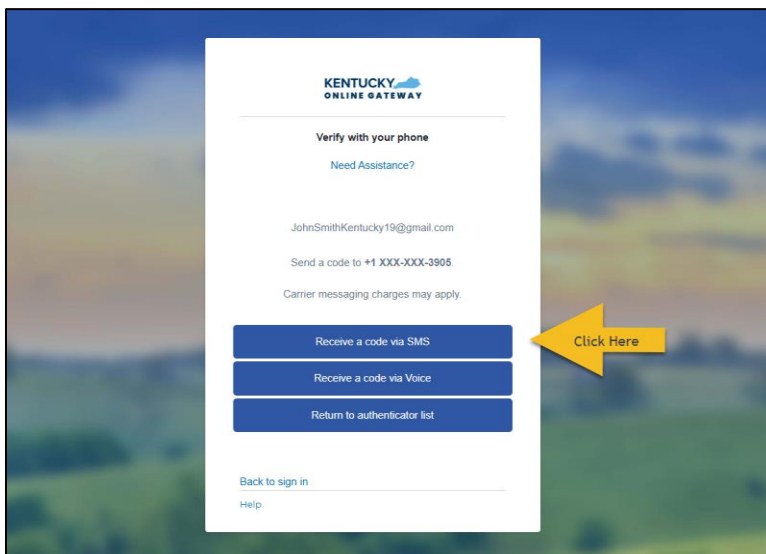 KENTUCKY
ONLINE GATEWAY
Verify with your phone
Need Assistance?
JohnSmithKentucky19@gmail.com
Send a code to +1 XXX-XXX-3905.
Carrier messaging charges may apply.
Receive a code via SMS
Click Here
Receive a code via Voice
Return to authenticator list
Back to sign in
Help